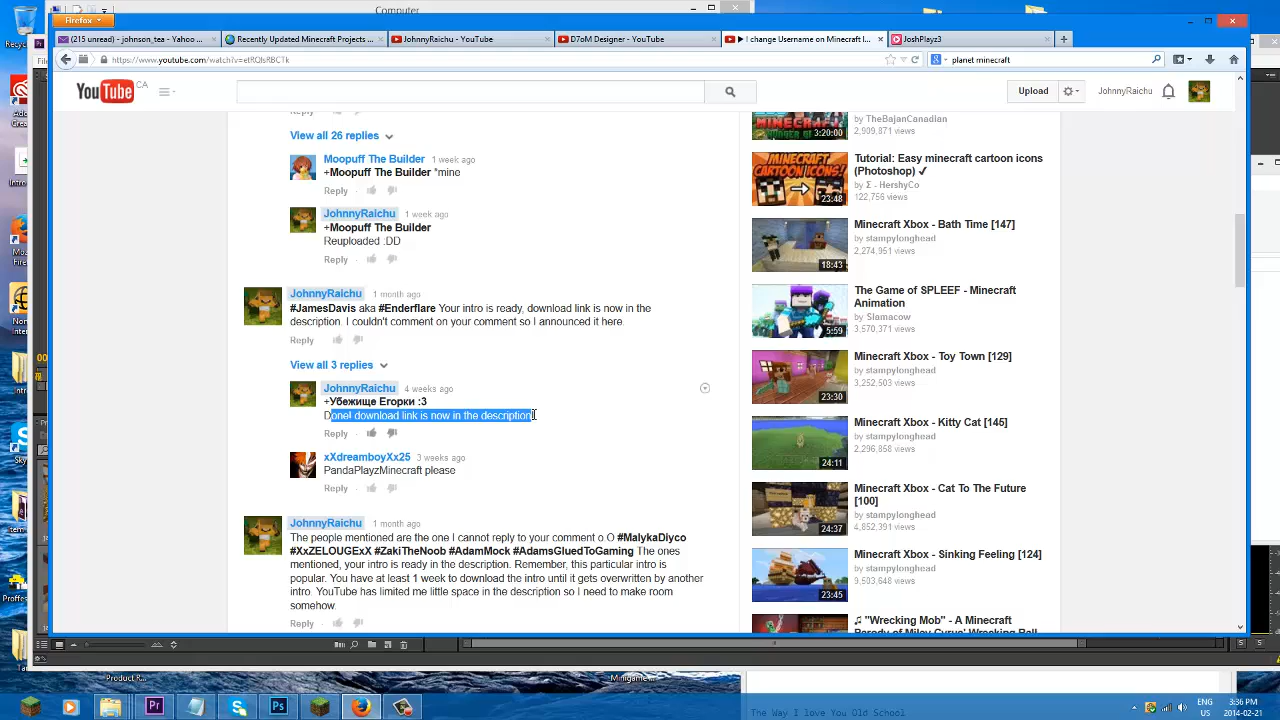 Computer
Firefox
(215 unread) - johnson_tea - Yahoo ...
Recently Updated Minecraft Projects ...
JohnnyRaichu - YouTube
D7oM Designer - YouTube
I change Username on Minecraft I...
JoshPlayz3
planet minecraft
YouTube CA
Upload
JohnnyRaichu
View all 26 replies
Moopuff The Builder 1 week ago
+Moopuff The Builder *mine
Reply
JohnnyRaichu 1 week ago
+Moopuff The Builder
Reuploaded :DD
Reply
JohnnyRaichu 1 month ago
#JamesDavis aka #Enderflare Your intro is ready, download link is now in the
description. I couldn't comment on your comment so I announced it here.
Reply
View all 3 replies
JohnnyRaichu 4 weeks ago
+Убежище Егорки :3
Done! download link is now in the description
Reply
xXdreamboyXx25 3 weeks ago
PandaPlayzMinecraft please
Reply
JohnnyRaichu 1 month ago
The people mentioned are the one I cannot reply to your comment o.O #MalykaDiyco
#XxZELOUGExX #ZakiTheNoob #AdamMock #AdamsGluedToGaming The ones
mentioned, your intro is ready in the description. Remember, this particular intro is
popular. You have at least 1 week to download the intro until it gets overwritten by another
intro. YouTube has limited me little space in the description so I need to make room
somehow.
Reply
3:20:00
by TheBajanCanadian
2,909,871 views
MINECRAFT
CARTOON ICONS!
23:48
Tutorial: Easy minecraft cartoon icons
(Photoshop) ✔
by Σ - HershyCo
122,756 views
18:43
Minecraft Xbox - Bath Time [147]
by stampylonghead
2,274,951 views
5:59
The Game of SPLEEF - Minecraft
Animation
by Slamacow
3,570,371 views
23:30
Minecraft Xbox - Toy Town [129]
by stampylonghead
3,252,503 views
24:11
Minecraft Xbox - Kitty Cat [145]
by stampylonghead
2,296,858 views
24:37
Minecraft Xbox - Cat To The Future
[100]
by stampylonghead
4,852,391 views
23:45
Minecraft Xbox - Sinking Feeling [124]
by stampylonghead
9,503,648 views
♫ "Wrecking Mob" - A Minecraft
Parody of Miley Cyrus' Wrecking Ball
Product R...
Minigame...
The Way I love You Old School
ENG
US
3:36 PM
2014-02-21